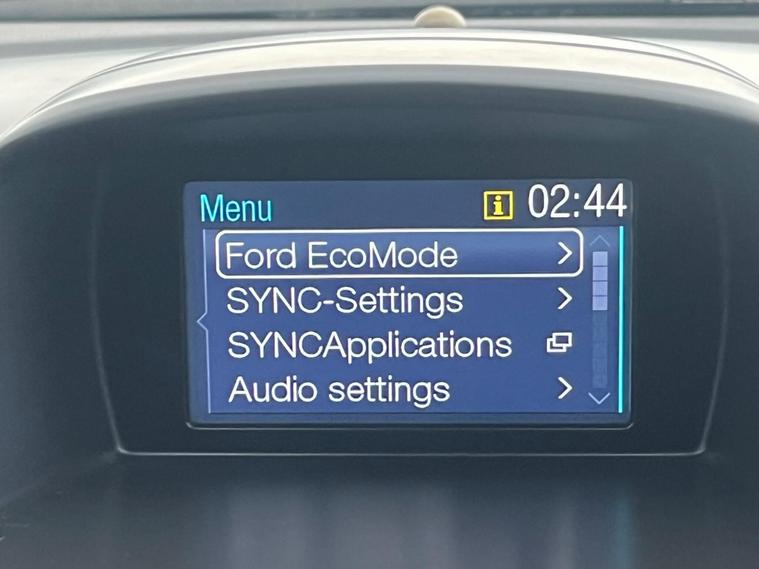 Menu i 02:44
Ford EcoMode
SYNC-Settings
SYNCApplications
Audio settings